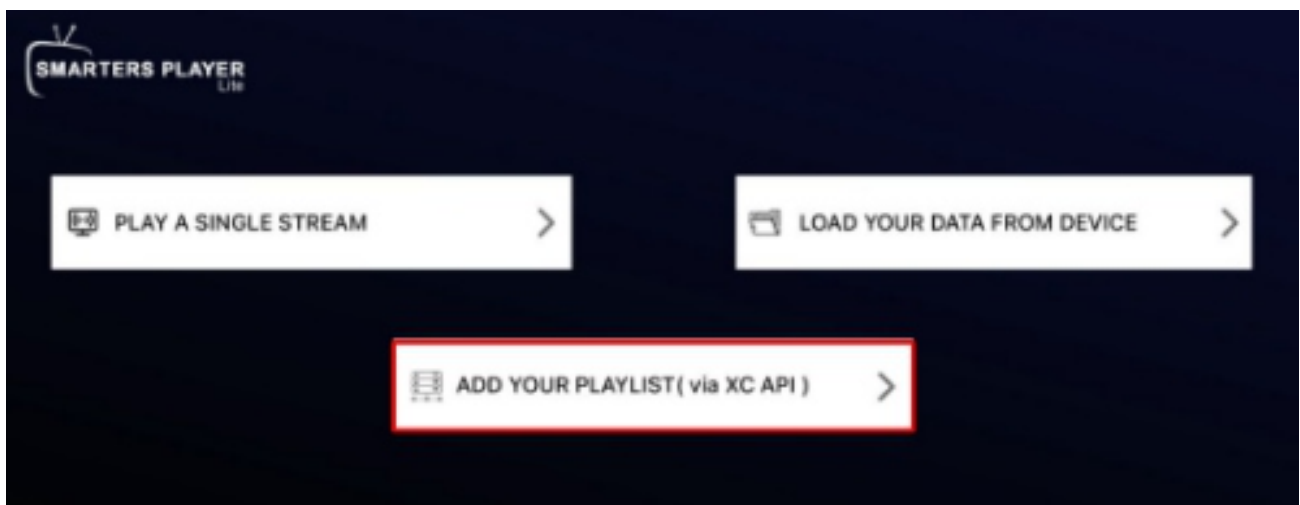 SMARTERS PLAYER
Lite
PLAY A SINGLE STREAM
LOAD YOUR DATA FROM DEVICE
ADD YOUR PLAYLIST( via XC API )